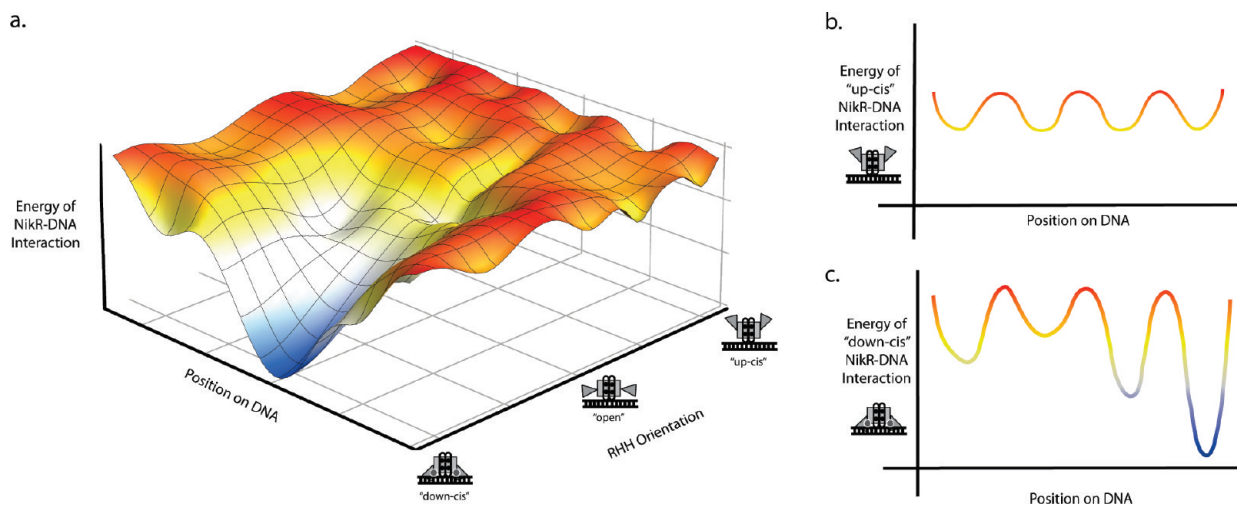 a.
Energy of
NikR-DNA
Interaction
Position on DNA
"down-cis"
"open"
"up-cis"
RHH Orientation
b.
Energy of
"up-cis"
NikR-DNA
Interaction
Position on DNA
c.
Energy of
"down-cis"
NikR-DNA
Interaction
Position on DNA